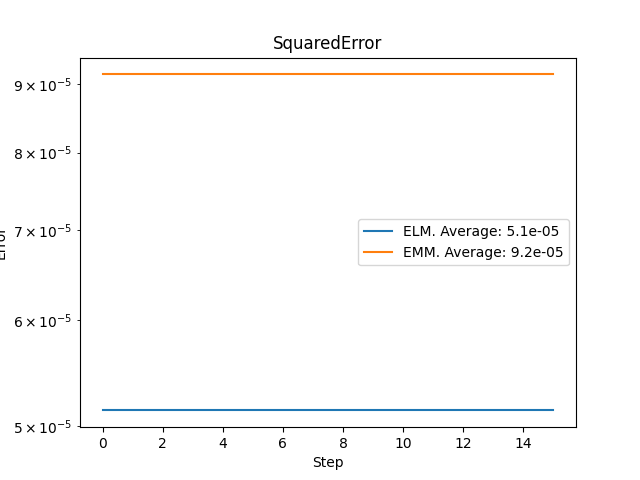 SquaredError
9 × 10⁻⁵
8 × 10⁻⁵
7 × 10⁻⁵
6 × 10⁻⁵
5 × 10⁻⁵
Error
ELM. Average: 5.1e-05
EMM. Average: 9.2e-05
0 2 4 6 8 10 12 14
Step